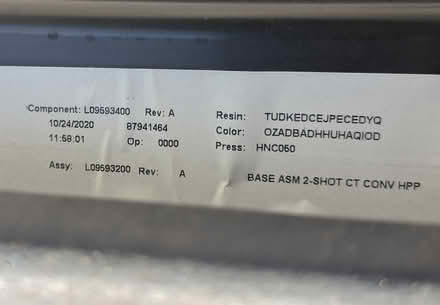 Component: L09593400 Rev: A Resin: TUDKEDCEJPECEDYQ
10/24/2020 87941464 Color: OZADBADHHUHAQIOD
11:58:01 Op: 0000 Press: HNC060
Assy: L09593200 Rev: A BASE ASM 2-SHOT CT CONV HPP